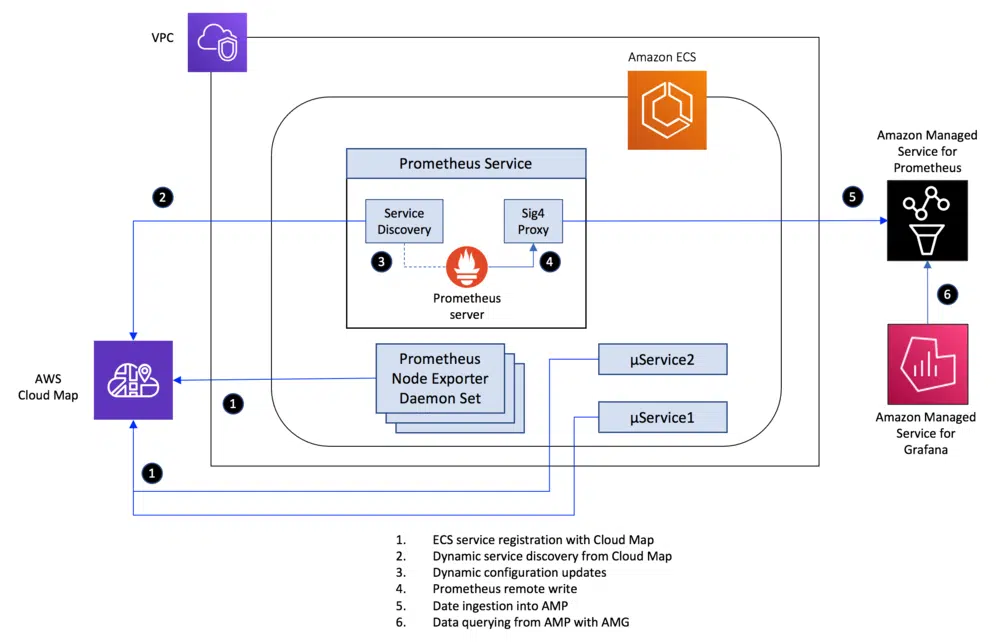 VPC
Amazon ECS
Amazon Managed
Service for
Prometheus
Prometheus Service
2
5
Service
Discovery
Sig4
Proxy
3
4
Prometheus
server
6
AWS
Cloud Map
Prometheus
Node Exporter
Daemon Set
µService2
1
µService1
Amazon Managed
Service for
Grafana
1
1. ECS service registration with Cloud Map
2. Dynamic service discovery from Cloud Map
3. Dynamic configuration updates
4. Prometheus remote write
5. Date ingestion into AMP
6. Data querying from AMP with AMG